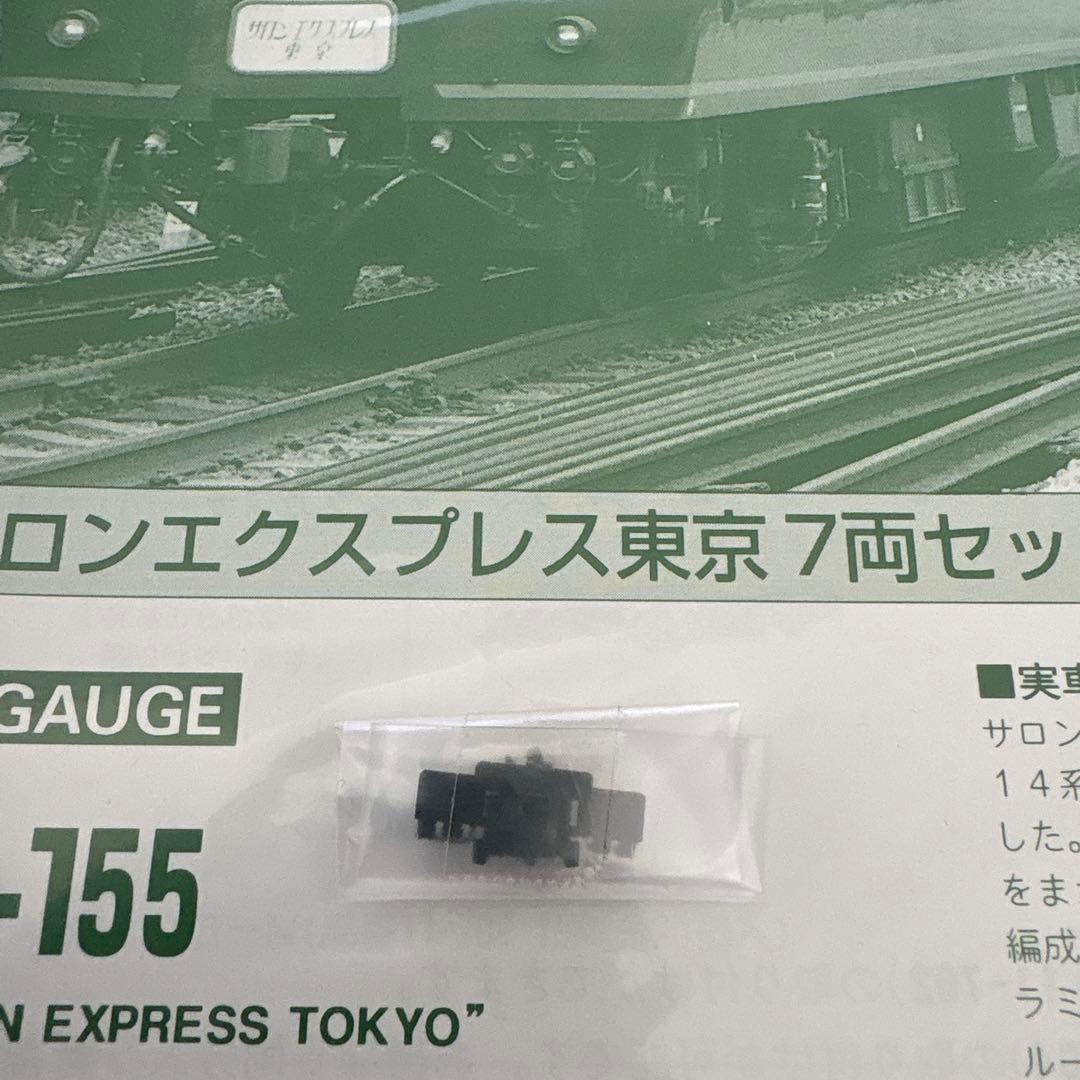 サロンエクスプレス
東京
ロンエクスプレス東京7両セッ
GAUGE
-155
N EXPRESS TOKYO”
■実車
サロン
14系
した。
をま
編成
ラミ
ルー